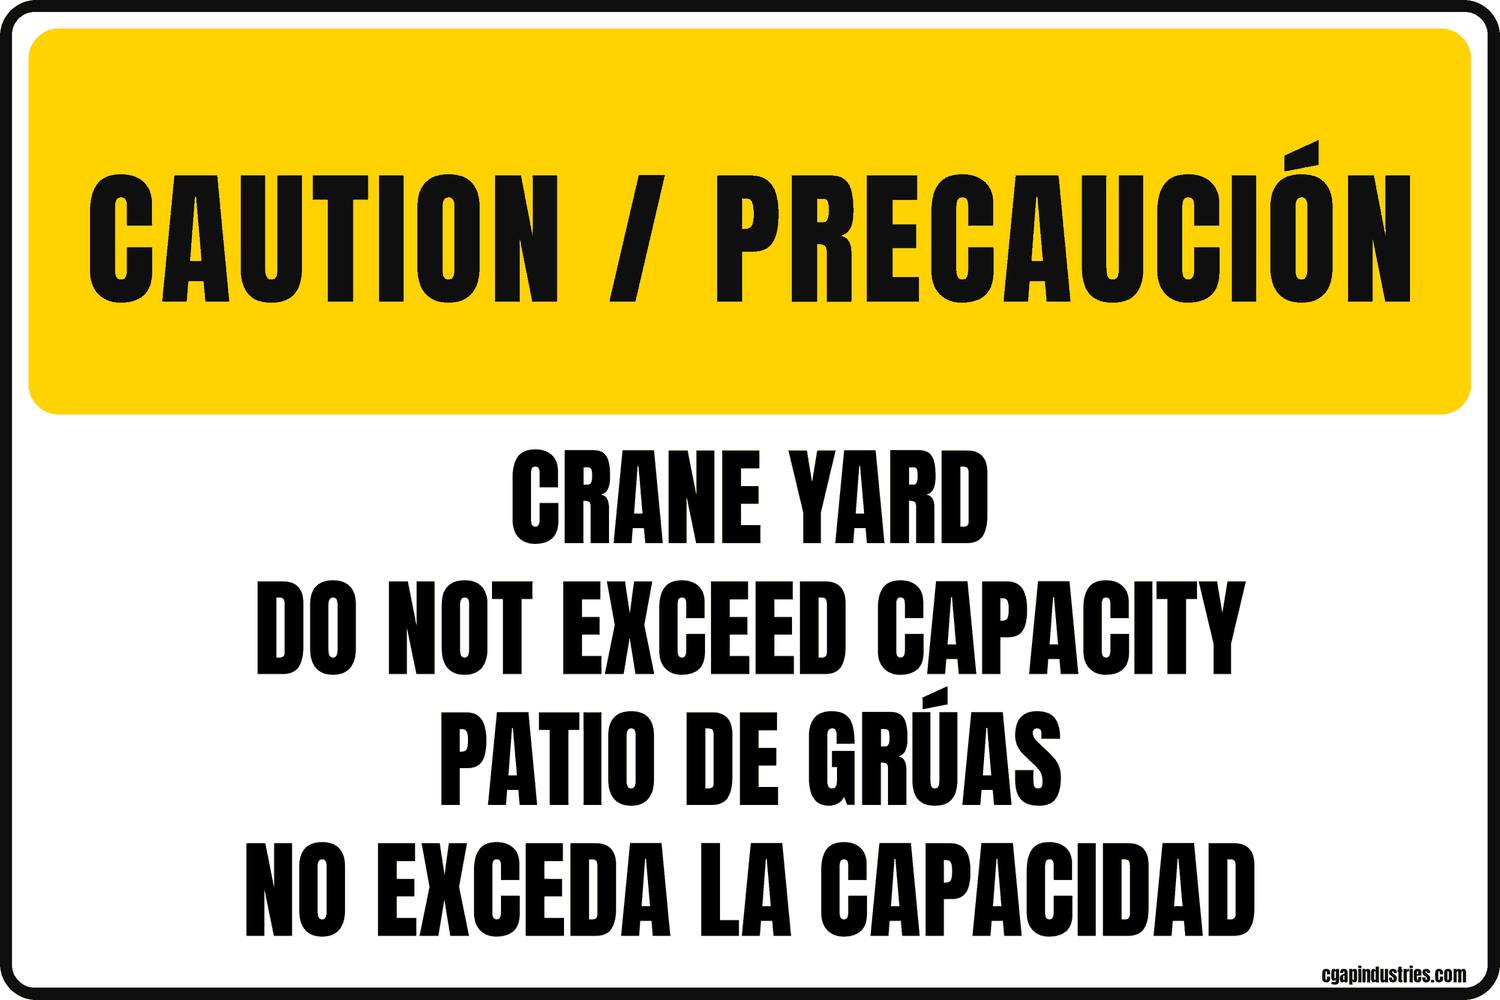 CAUTION / PRECAUCIÓN
CRANE YARD
DO NOT EXCEED CAPACITY
PATIO DE GRÚAS
NO EXCEDA LA CAPACIDAD
cgapindustries.com